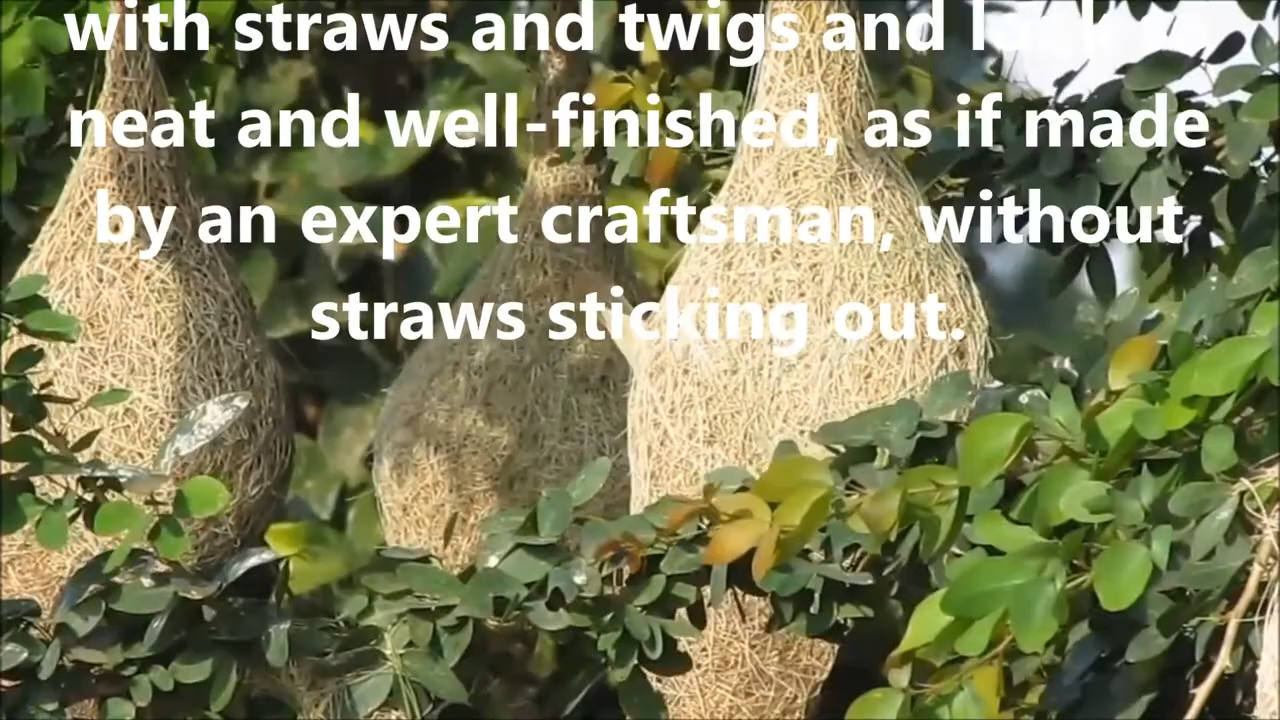 with straws and twigs and
neat and well-finished, as if made
by an expert craftsman, without
straws sticking out.